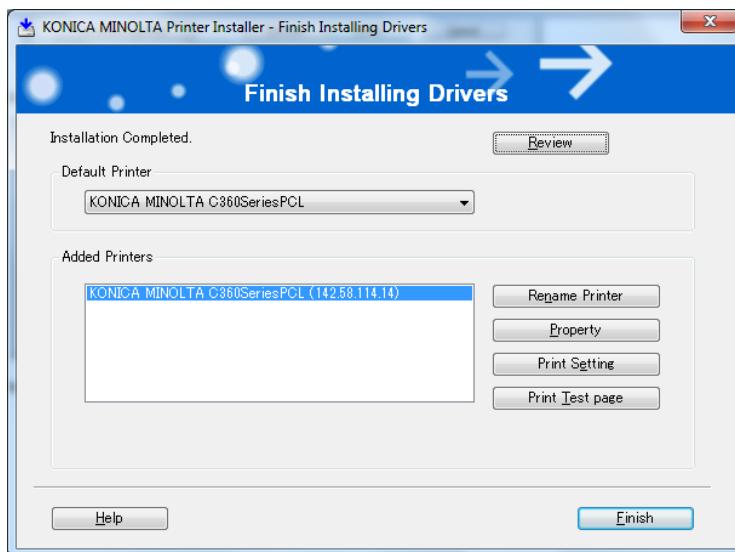 KONICA MINOLTA Printer Installer - Finish Installing Drivers
Finish Installing Drivers
Installation Completed.
Review
Default Printer
KONICA MINOLTA C360SeriesPCL
Added Printers
KONICA MINOLTA C360SeriesPCL (142.58.114.14)
Rename Printer
Property
Print Setting
Print Test page
Help
Finish